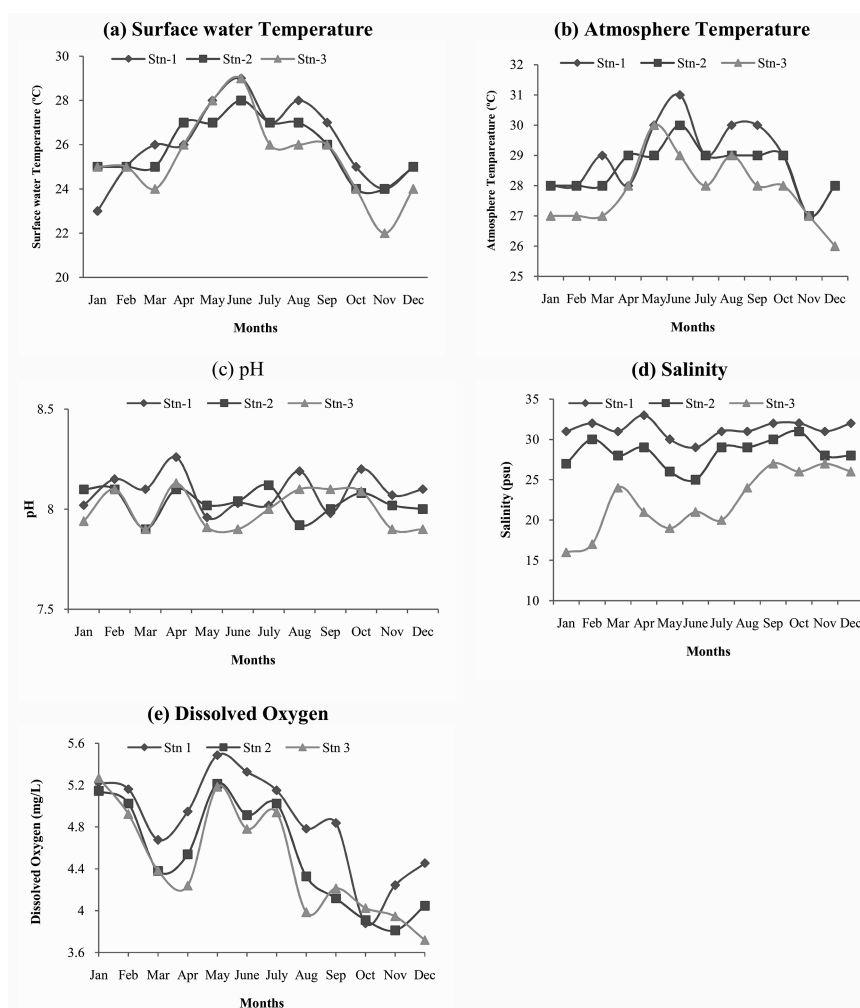 (a) Surface water Temperature
Stn-1 Stn-2 Stn-3
Surface water Temperature (ºC)
30
28
26
24
22
20
Jan Feb Mar Apr May June July Aug Sep Oct Nov Dec
Months
(b) Atmosphere Temperature
Stn-1 Stn-2 Stn-3
Atmosphere Tempareature (ºC)
32
31
30
29
28
27
26
25
Jan Feb Mar Apr May June July Aug Sep Oct Nov Dec
Months
(c) pH
Stn-1 Stn-2 Stn-3
pH
8.5
8
7.5
Jan Feb Mar Apr May June July Aug Sep Oct Nov Dec
Months
(d) Salinity
Stn-1 Stn-2 Stn-3
Salinity (psu)
35
30
25
20
15
10
Jan Feb Mar Apr May June July Aug Sep Oct Nov Dec
Months
(e) Dissolved Oxygen
Stn 1 Stn 2 Stn 3
Dissolved Oxygen (mg/L)
5.6
5.2
4.8
4.4
4
3.6
Jan Feb Mar Apr May June July Aug Sep Oct Nov Dec
Months